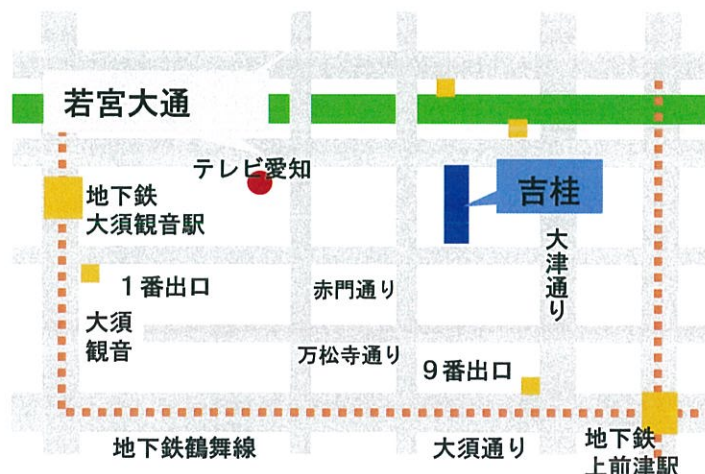 若宮大通
テレビ愛知
吉桂
地下鉄
大須観音駅
大津通り
1番出口
赤門通り
大須
観音
万松寺通り
9番出口
地下鉄鶴舞線
大須通り
地下鉄
上前津駅